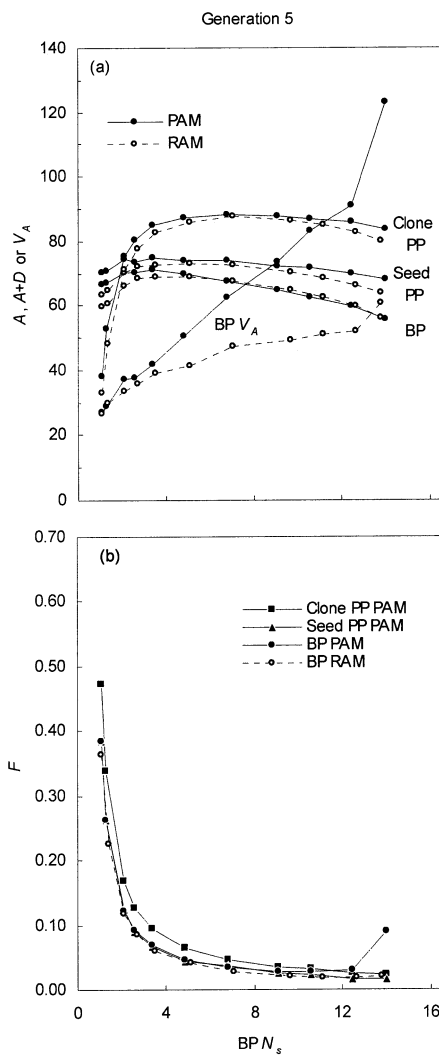 Generation 5
(a)
A, A+D or V_A
140
120
100
80
60
40
20
0
PAM
RAM
Clone
PP
Seed
PP
BP
BP V_A
(b)
F
0.70
0.60
0.50
0.40
0.30
0.20
0.10
0.00
Clone PP PAM
Seed PP PAM
BP PAM
BP RAM
0 4 8 12 16
BP N_s